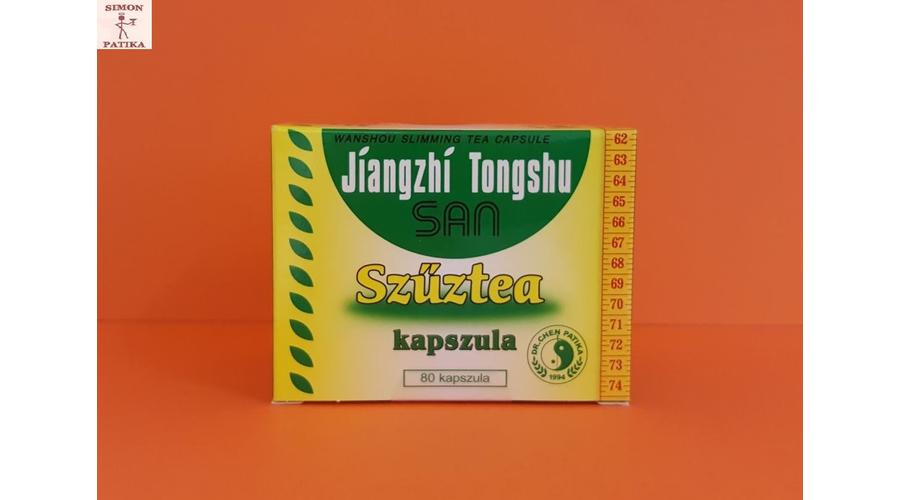 SIMON
PATIKA
WANSHOU SLIMMING TEA CAPSULE
Jíangzhí Tongshu
SAN
Szűztea
kapszula
80 kapszula
DR. CHEN PATIKA
1994
62
63
64
65
66
67
68
69
70
71
72
73
74